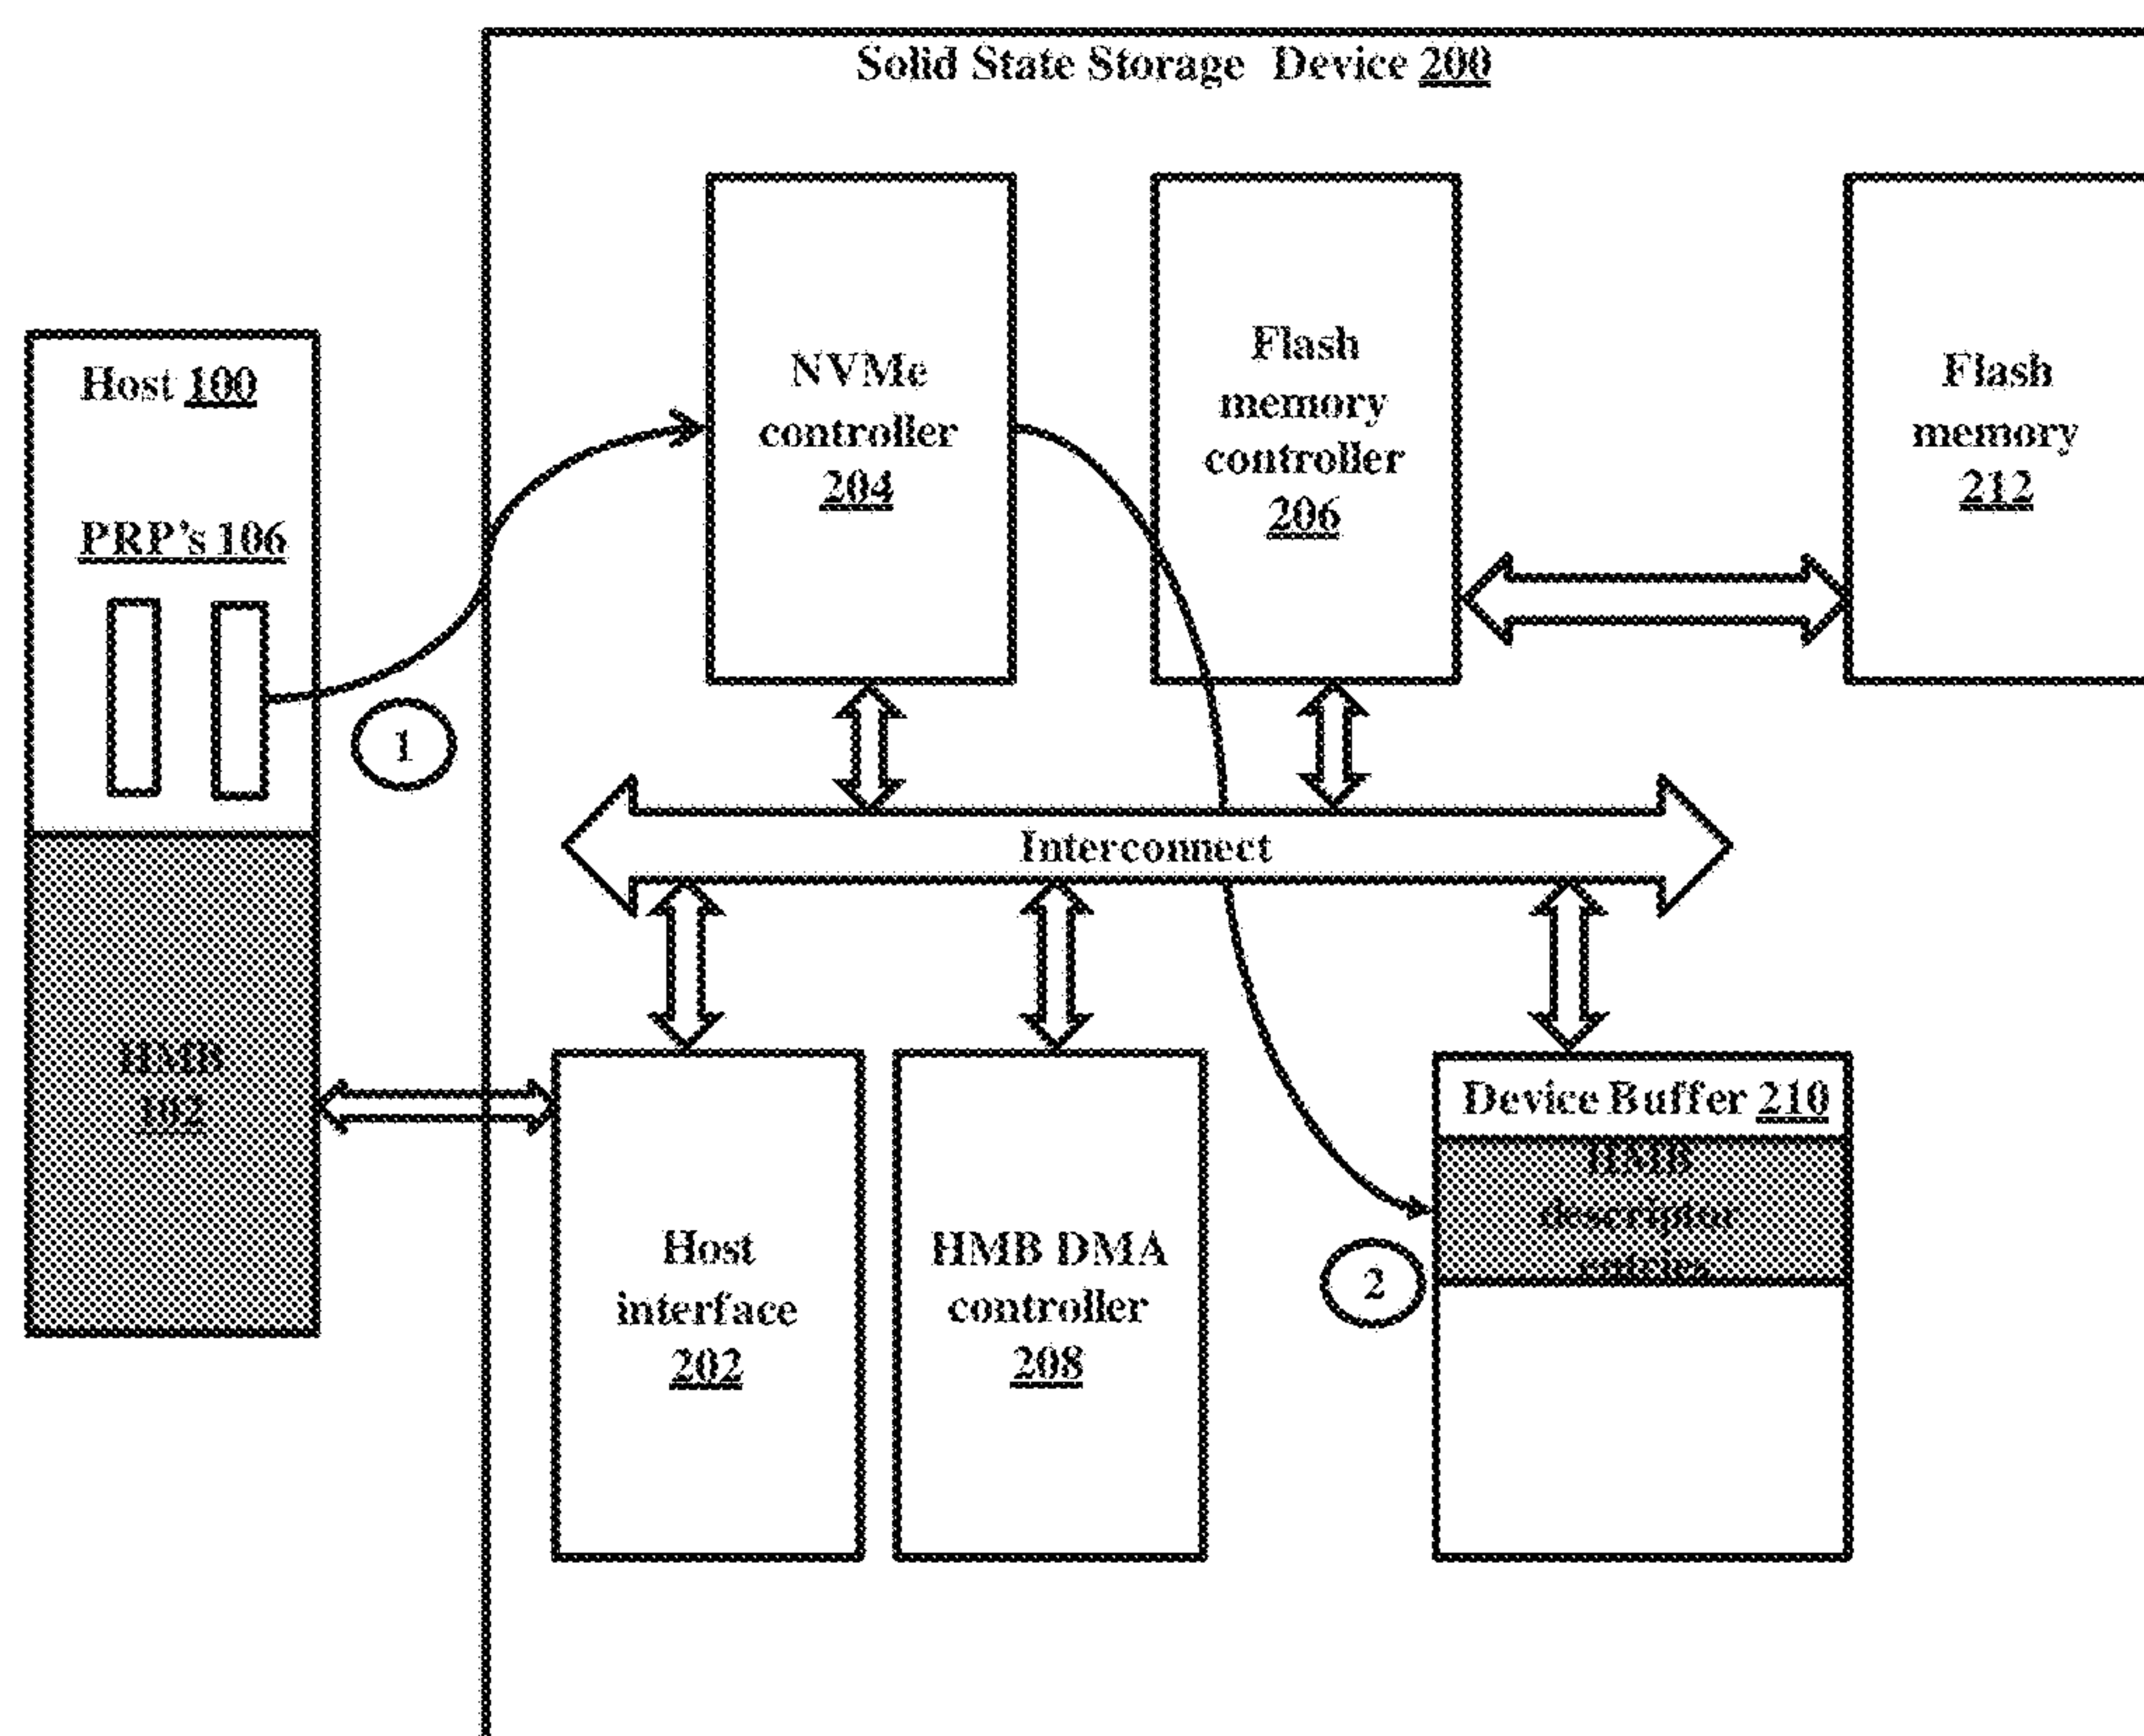 Solid State Storage Device 200
Host 100
PRP's 106
NVMe
controller
204
Flash
memory
controller
206
Flash
memory
212
1
Interconnect
HMB
102
Host
interface
202
HMB DMA
controller
208
Device Buffer 210
HMB
descriptor
entries
2